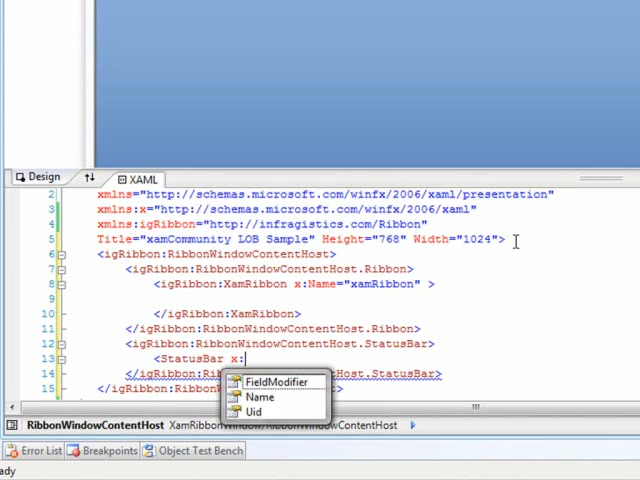 Design
XAML
2 xmlns="http://schemas.microsoft.com/winfx/2006/xaml/presentation"
3 xmlns:x="http://schemas.microsoft.com/winfx/2006/xaml"
4 xmlns:igRibbon="http://infragistics.com/Ribbon"
5 Title="xamCommunity LOB Sample" Height="768" Width="1024">
6 <igRibbon:RibbonWindowContentHost>
7 <igRibbon:RibbonWindowContentHost.Ribbon>
8 <igRibbon:XamRibbon x:Name="xamRibbon" >
9
10 </igRibbon:XamRibbon>
11 </igRibbon:RibbonWindowContentHost.Ribbon>
12 <igRibbon:RibbonWindowContentHost.StatusBar>
13 <StatusBar x:
14 </igRibbon: tHost.StatusBar>
15 </igRibbon:R >
FieldModifier
Name
Uid
RibbonWindowContentHost XamRibbonWindow/RibbonWindowContentHost
Error List Breakpoints Object Test Bench
ady